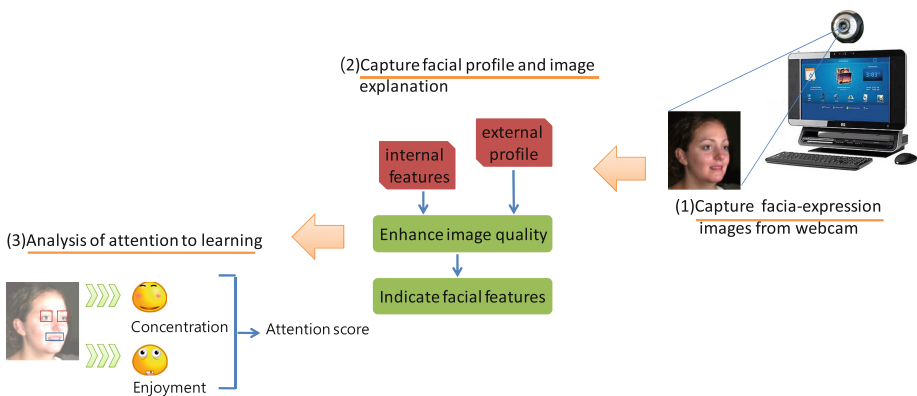 (2)Capture facial profile and image
explanation
external
profile
internal
features
(1)Capture facia-expression
images from webcam
Enhance image quality
(3)Analysis of attention to learning
Indicate facial features
Concentration
Attention score
Enjoyment